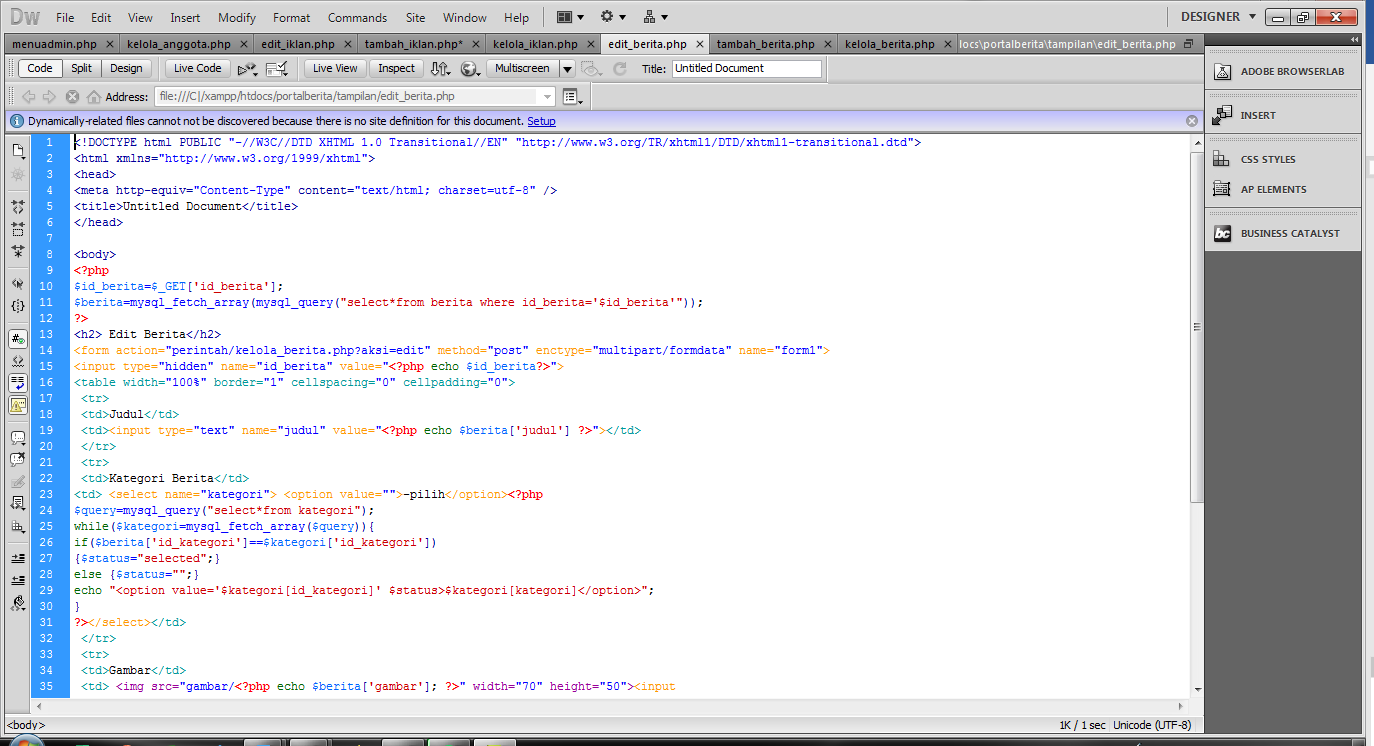 Dw File Edit View Insert Modify Format Commands Site Window Help DESIGNER
menuadmin.php × kelola_anggota.php × edit_iklan.php × tambah_iklan.php* × kelola_iklan.php × edit_berita.php × tambah_berita.php × kelola_berita.php × locs\portalberita\tampilan\edit_berita.php
Code Split Design Live Code Live View Inspect Multiscreen Title: Untitled Document
Address: file:///C|/xampp/htdocs/portalberita/tampilan/edit_berita.php
Dynamically-related files cannot not be discovered because there is no site definition for this document. Setup
1 <!DOCTYPE html PUBLIC "-//W3C//DTD XHTML 1.0 Transitional//EN" "http://www.w3.org/TR/xhtml1/DTD/xhtml1-transitional.dtd">
2 <html xmlns="http://www.w3.org/1999/xhtml">
3 <head>
4 <meta http-equiv="Content-Type" content="text/html; charset=utf-8" />
5 <title>Untitled Document</title>
6 </head>
7
8 <body>
9 <?php
10 $id_berita=$_GET['id_berita'];
11 $berita=mysql_fetch_array(mysql_query("select*from berita where id_berita='$id_berita'"));
12 ?>
13 <h2> Edit Berita</h2>
14 <form action="perintah/kelola_berita.php?aksi=edit" method="post" enctype="multipart/formdata" name="form1">
15 <input type="hidden" name="id_berita" value="<?php echo $id_berita?>">
16 <table width="100%" border="1" cellspacing="0" cellpadding="0">
17 <tr>
18 <td>Judul</td>
19 <td><input type="text" name="judul" value="<?php echo $berita['judul'] ?>"></td>
20 </tr>
21 <tr>
22 <td>Kategori Berita</td>
23 <td> <select name="kategori"> <option value="">-pilih</option><?php
24 $query=mysql_query("select*from kategori");
25 while($kategori=mysql_fetch_array($query)){
26 if($berita['id_kategori']==$kategori['id_kategori'])
27 {$status="selected";}
28 else {$status="";}
29 echo "<option value='$kategori[id_kategori]' $status>$kategori[kategori]</option>";
30 }
31 ?></select></td>
32 </tr>
33 <tr>
34 <td>Gambar</td>
35 <td> <img src="gambar/<?php echo $berita['gambar']; ?>" width="70" height="50"><input
<body> 1K / 1 sec Unicode (UTF-8)
ADOBE BROWSERLAB
INSERT
CSS STYLES
AP ELEMENTS
bc BUSINESS CATALYST